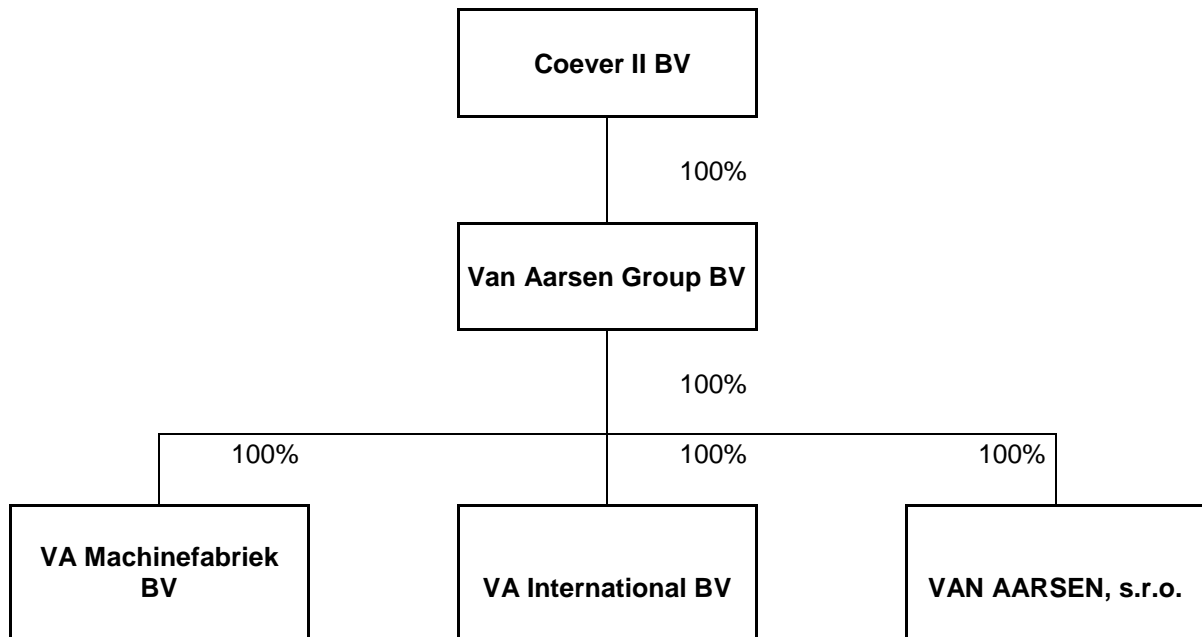 Coever II BV
100%
Van Aarsen Group BV
100%
100%
100%
100%
VA Machinefabriek
BV
VA International BV
VAN AARSEN, s.r.o.